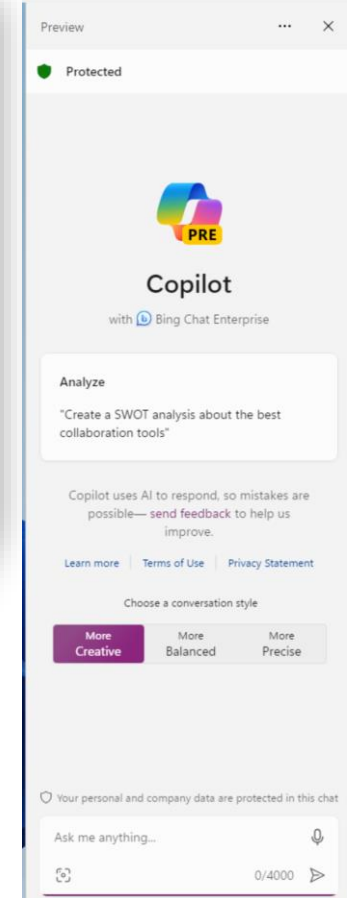 Preview
Protected
PRE
Copilot
with b Bing Chat Enterprise
Analyze
"Create a SWOT analysis about the best
collaboration tools"
Copilot uses AI to respond, so mistakes are
possible— send feedback to help us
improve.
Learn more Terms of Use Privacy Statement
Choose a conversation style
More Creative
More Balanced
More Precise
Your personal and company data are protected in this chat
Ask me anything...
0/4000